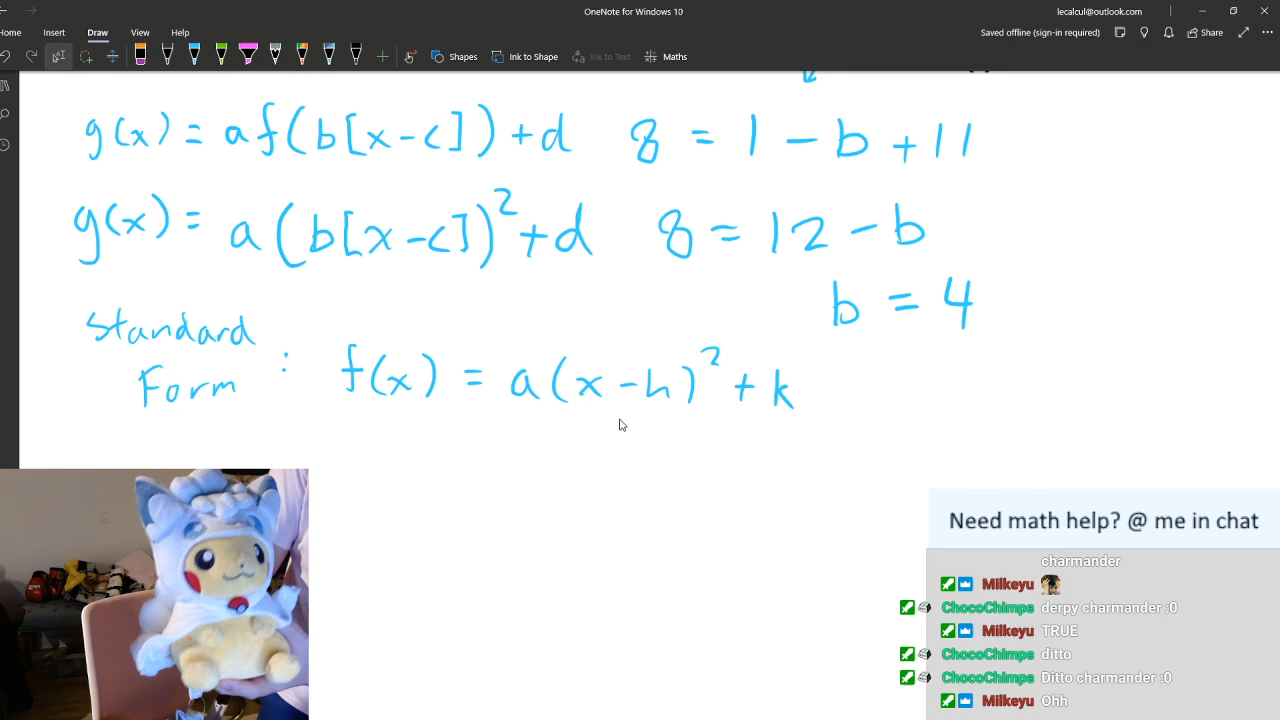 OneNote for Windows 10
lecalcul@outlook.com
Home Insert Draw View Help
Saved offline (sign-in required)
Share
Shapes
Ink to Shape
Ink to Text
Maths
g(x) = af(b[x-c])+d
8 = 1 - b + 11
g(x) = a(b[x-c])²+d
8 = 12 - b
b = 4
Standard
Form : f(x) = a(x-h)² + k
Need math help? @ me in chat
charmander
Milkeyu
ChocoChimps derpy charmander :0
Milkeyu TRUE
ChocoChimps ditto
ChocoChimps Ditto charmander :0
Milkeyu Ohh